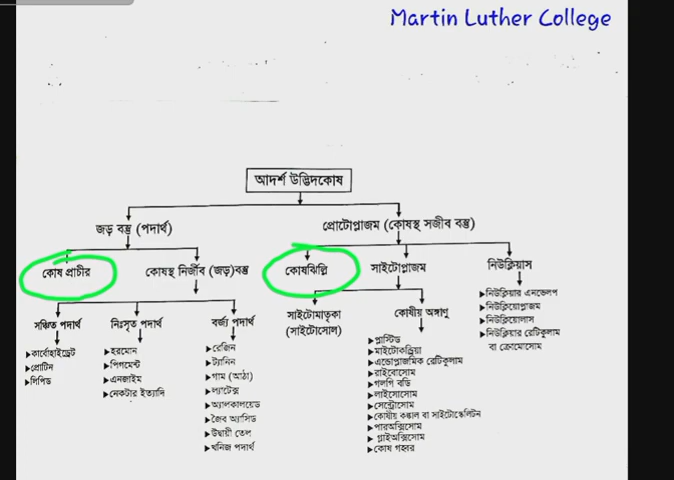 Martin Luther College
আদর্শ উদ্ভিদকোষ
জড় বস্তু (পদার্থ)
প্রোটোপ্লাজম (কোষস্থ সজীব বস্তু)
কোষ প্রাচীর
কোষস্থ নির্জীব (জড়)বস্তু
কোষঝিল্লি
সাইটোপ্লাজম
নিউক্লিয়াস
সঞ্চিত পদার্থ
কার্বোহাইড্রেট
প্রোটিন
লিপিড
নিঃসৃত পদার্থ
হরমোন
পিগমেন্ট
এনজাইম
নেকটার ইত্যাদি
বর্জ্য পদার্থ
রেজিন
ট্যানিন
গাম (আঠা)
ল্যাটেক্স
অ্যালকালয়েড
জৈব অ্যাসিড
উদ্বায়ী তেল
খনিজ পদার্থ
সাইটোমাতৃকা
(সাইটোসোল)
কোষীয় অঙ্গাণু
প্লাস্টিড
মাইটোকন্ড্রিয়া
এন্ডোপ্লাজমিক রেটিকুলাম
রাইবোসোম
গলগি বডি
লাইসোসোম
সেন্ট্রোসোম
কোষীয় কঙ্কাল বা সাইটোস্কেলিটন
পারঅক্সিসোম
গ্লাইঅক্সিসোম
কোষ গহ্বর
নিউক্লিয়ার এনভেলপ
নিউক্লিয়োপ্লাজম
নিউক্লিয়োলাস
নিউক্লিয়ার রেটিকুলাম
বা ক্রোমোসোম